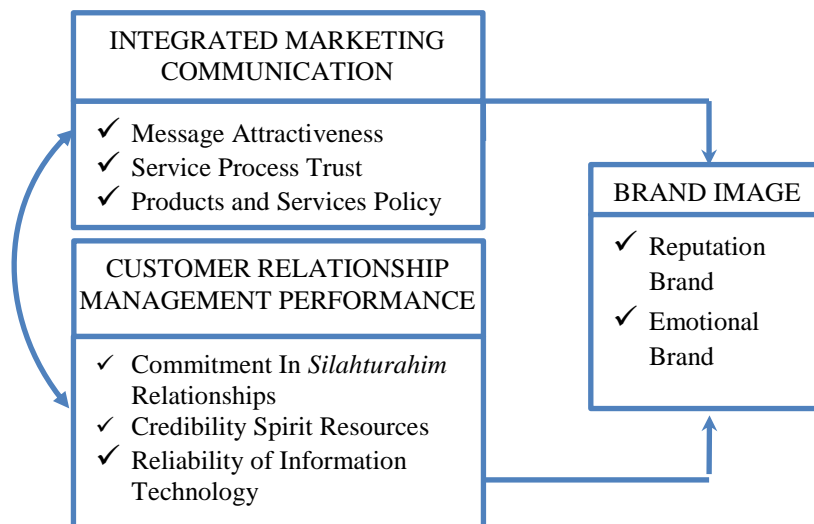 INTEGRATED MARKETING
COMMUNICATION
✓ Message Attractiveness
✓ Service Process Trust
✓ Products and Services Policy
CUSTOMER RELATIONSHIP
MANAGEMENT PERFORMANCE
✓ Commitment In Silahturahim
Relationships
✓ Credibility Spirit Resources
✓ Reliability of Information
Technology
BRAND IMAGE
✓ Reputation
Brand
✓ Emotional
Brand